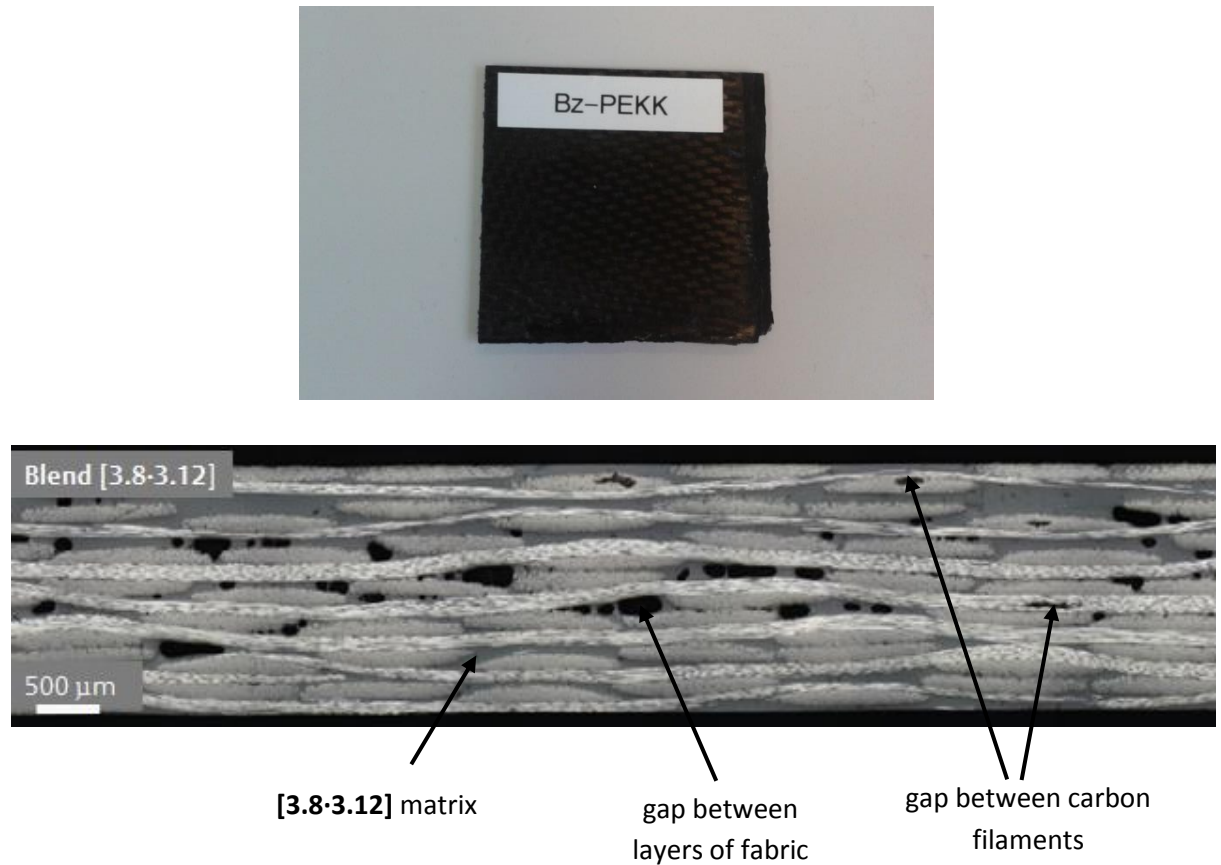 Bz-PEKK
Blend [3.8·3.12]
500 µm
[3.8·3.12] matrix
gap between
layers of fabric
gap between carbon
filaments